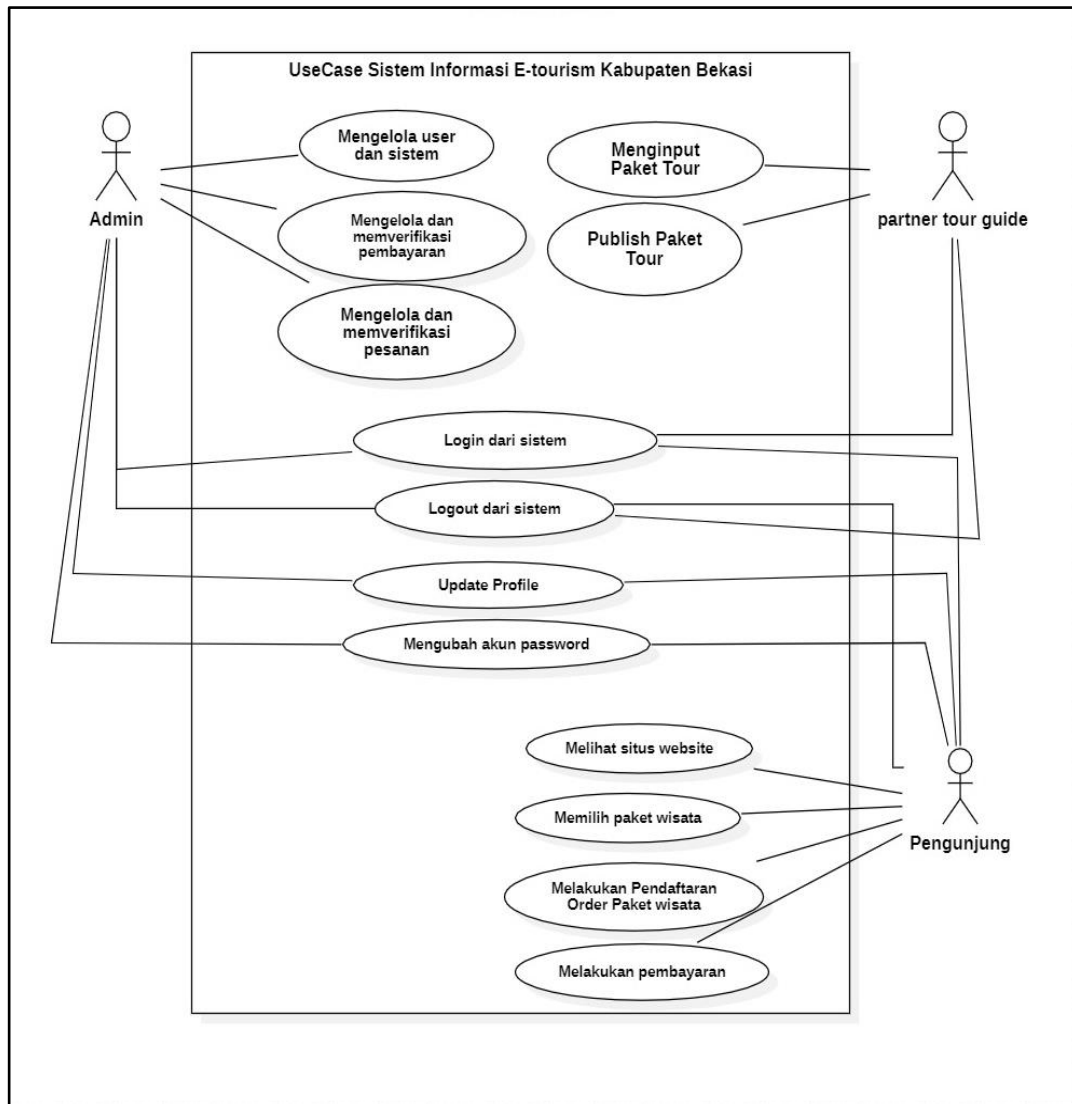 UseCase Sistem Informasi E-tourism Kabupaten Bekasi
Mengelola user
dan sistem
Menginput
Paket Tour
Admin
partner tour guide
Mengelola dan
memverifikasi
pembayaran
Publish Paket
Tour
Mengelola dan
memverifikasi
pesanan
Login dari sistem
Logout dari sistem
Update Profile
Mengubah akun password
Melihat situs website
Memilih paket wisata
Pengunjung
Melakukan Pendaftaran
Order Paket wisata
Melakukan pembayaran